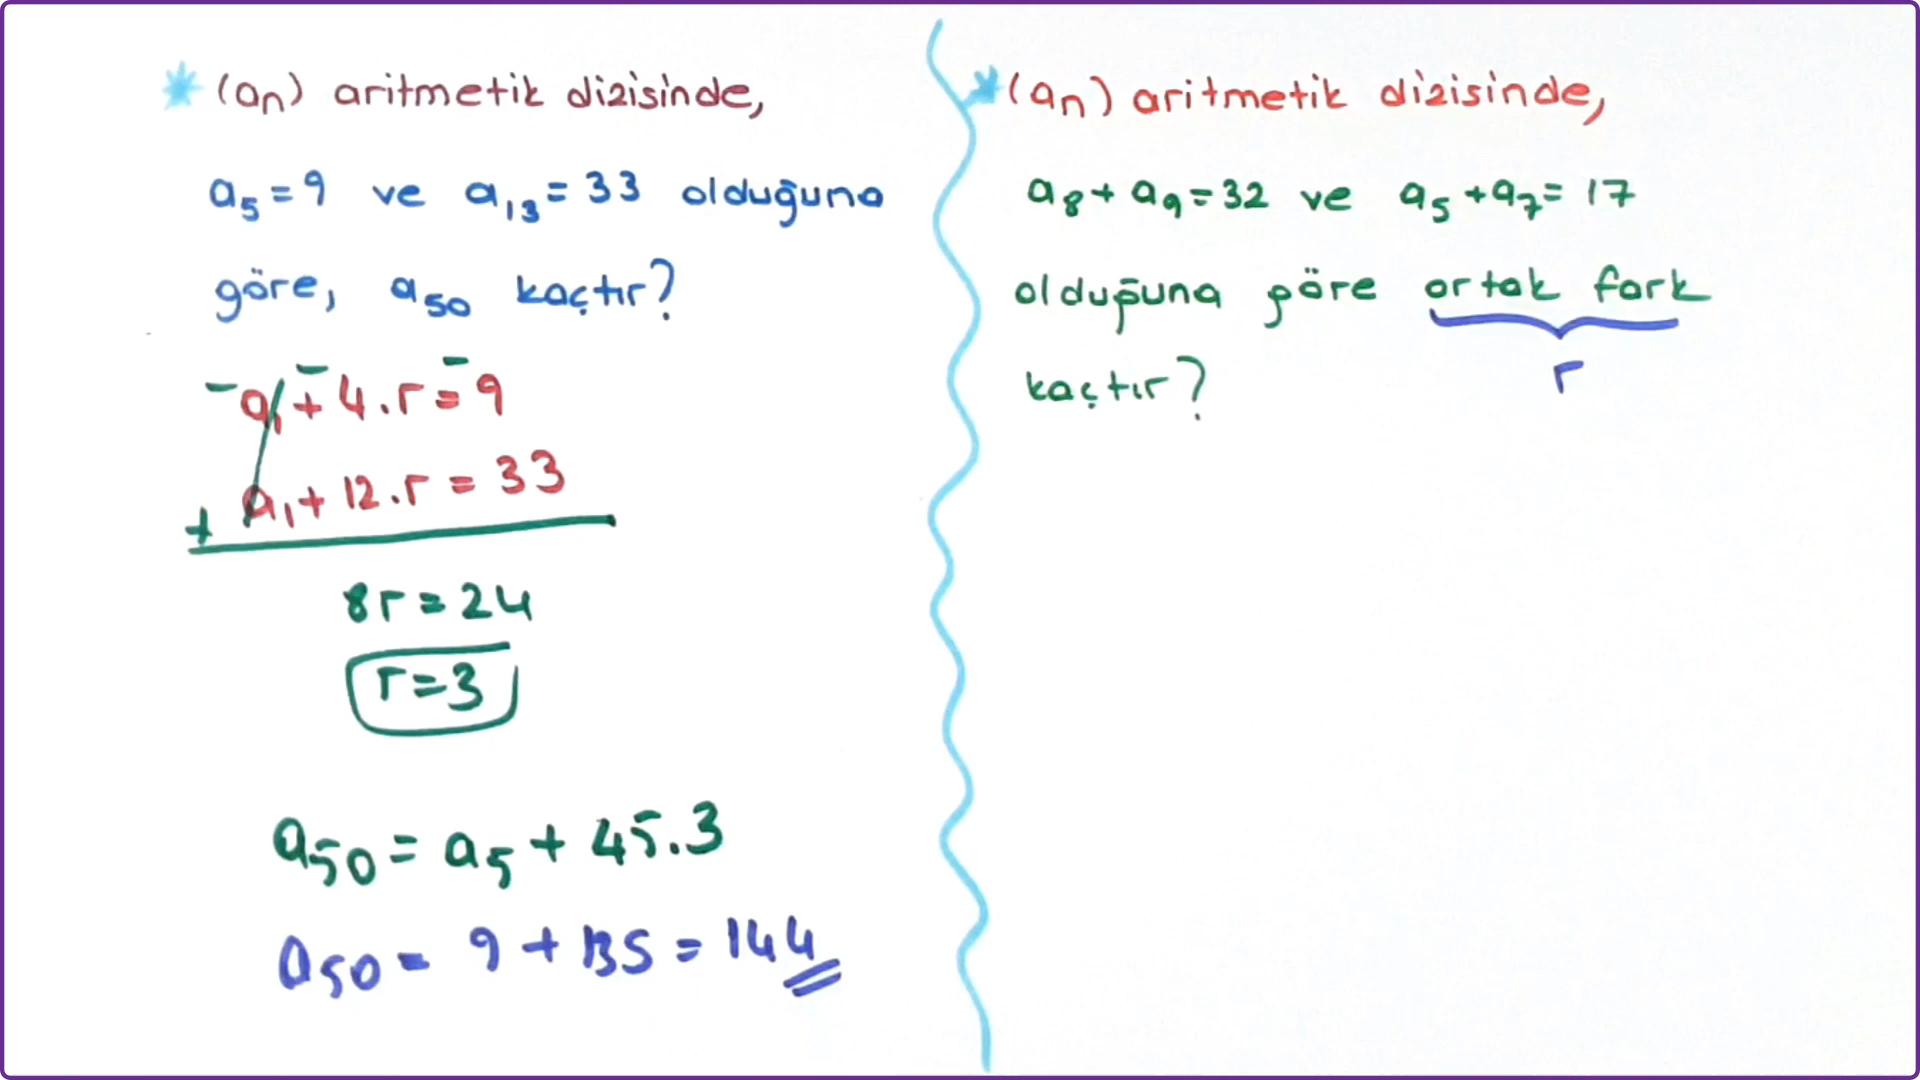 * (aₙ) aritmetik dizisinde,
a₅ = 9 ve a₁₃ = 33 olduğuna
göre, a₅₀ kaçtır?
⁻a₁ ⁻+ 4.r = ⁻9
+ a₁ + 12.r = 33
8r = 24
r = 3
a₅₀ = a₅ + 45.3
a₅₀ = 9 + 135 = 144
* (aₙ) aritmetik dizisinde,
a₈ + a₉ = 32 ve a₅ + a₇ = 17
olduğuna göre ortak fark
r
kaçtır?